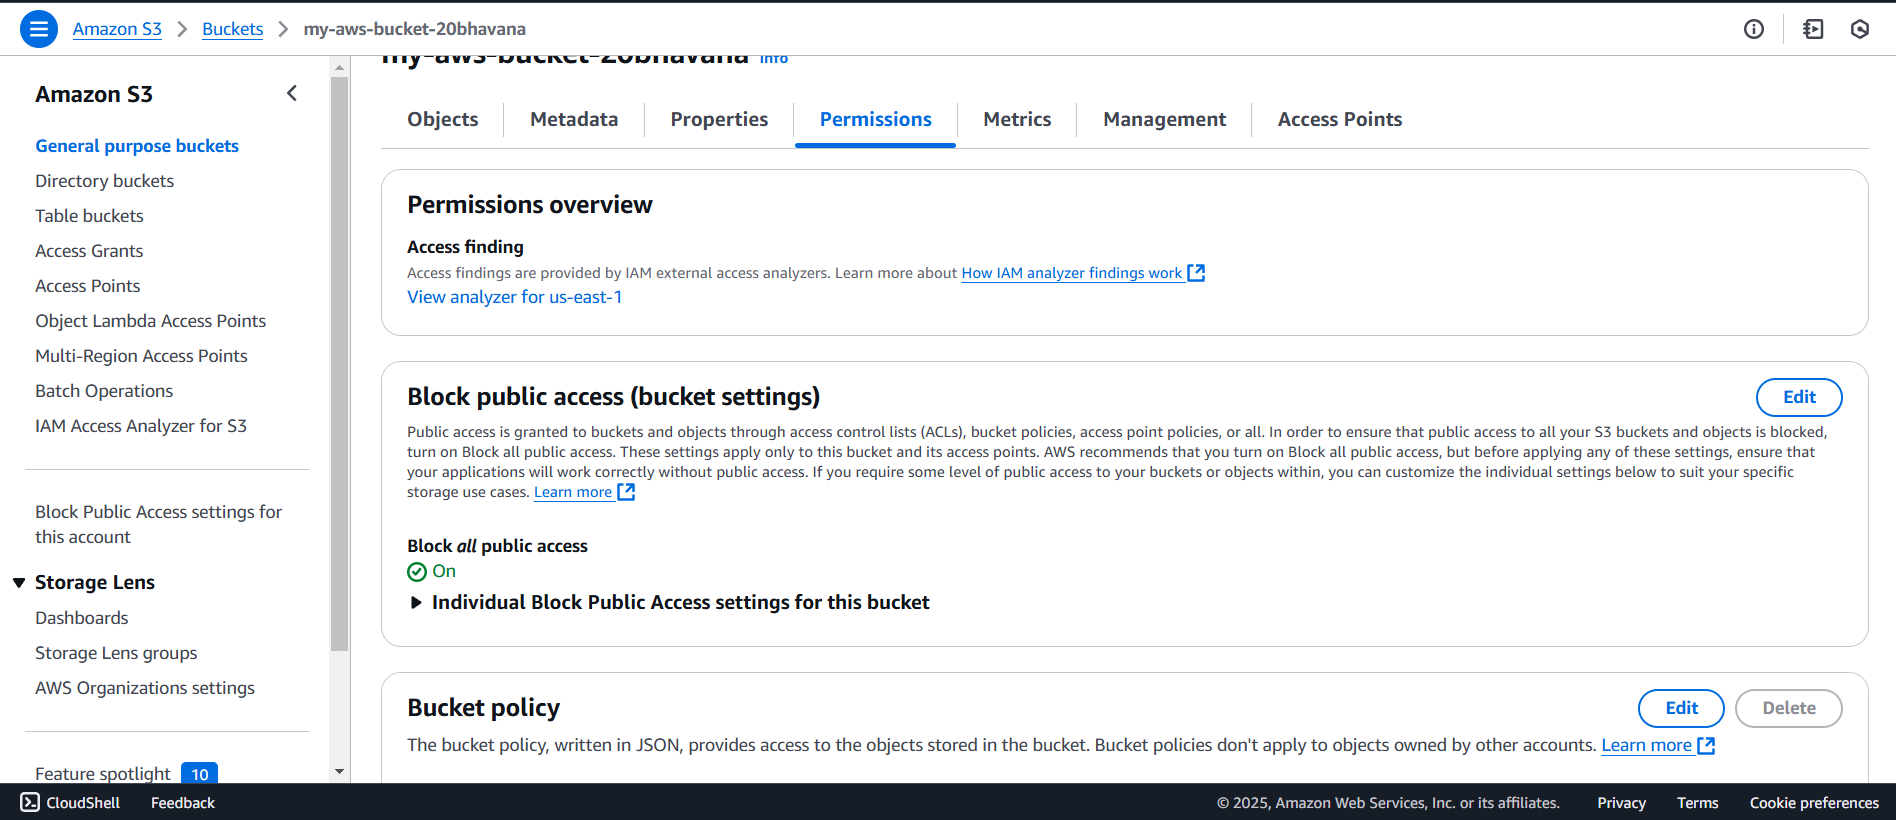 Amazon S3 > Buckets > my-aws-bucket-20bhavana
Amazon S3
General purpose buckets
Directory buckets
Table buckets
Access Grants
Access Points
Object Lambda Access Points
Multi-Region Access Points
Batch Operations
IAM Access Analyzer for S3
Block Public Access settings for
this account
Storage Lens
Dashboards
Storage Lens groups
AWS Organizations settings
Feature spotlight 10
my-aws-bucket-20bhavana Info
Objects Metadata Properties Permissions Metrics Management Access Points
Permissions overview
Access finding
Access findings are provided by IAM external access analyzers. Learn more about How IAM analyzer findings work
View analyzer for us-east-1
Block public access (bucket settings) Edit
Public access is granted to buckets and objects through access control lists (ACLs), bucket policies, access point policies, or all. In order to ensure that public access to all your S3 buckets and objects is blocked,
turn on Block all public access. These settings apply only to this bucket and its access points. AWS recommends that you turn on Block all public access, but before applying any of these settings, ensure that
your applications will work correctly without public access. If you require some level of public access to your buckets or objects within, you can customize the individual settings below to suit your specific
storage use cases. Learn more
Block all public access
On
Individual Block Public Access settings for this bucket
Bucket policy Edit Delete
The bucket policy, written in JSON, provides access to the objects stored in the bucket. Bucket policies don't apply to objects owned by other accounts. Learn more
CloudShell Feedback © 2025, Amazon Web Services, Inc. or its affiliates. Privacy Terms Cookie preferences